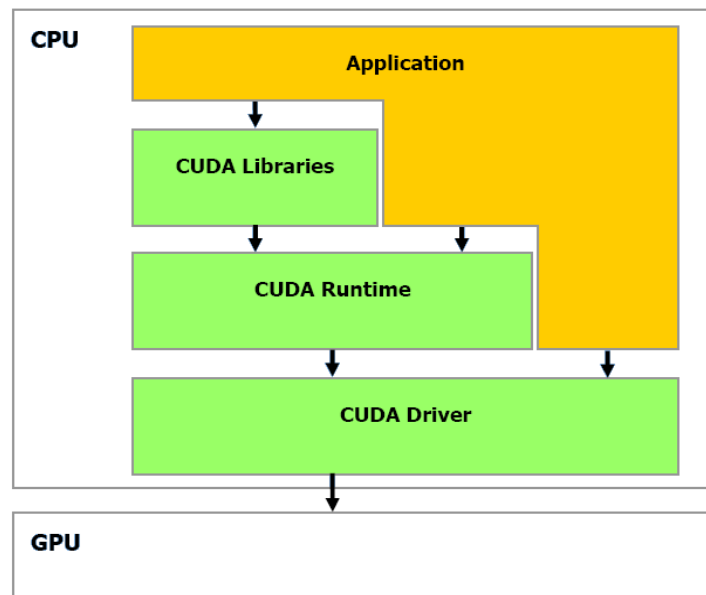 CPU
Application
CUDA Libraries
CUDA Runtime
CUDA Driver
GPU